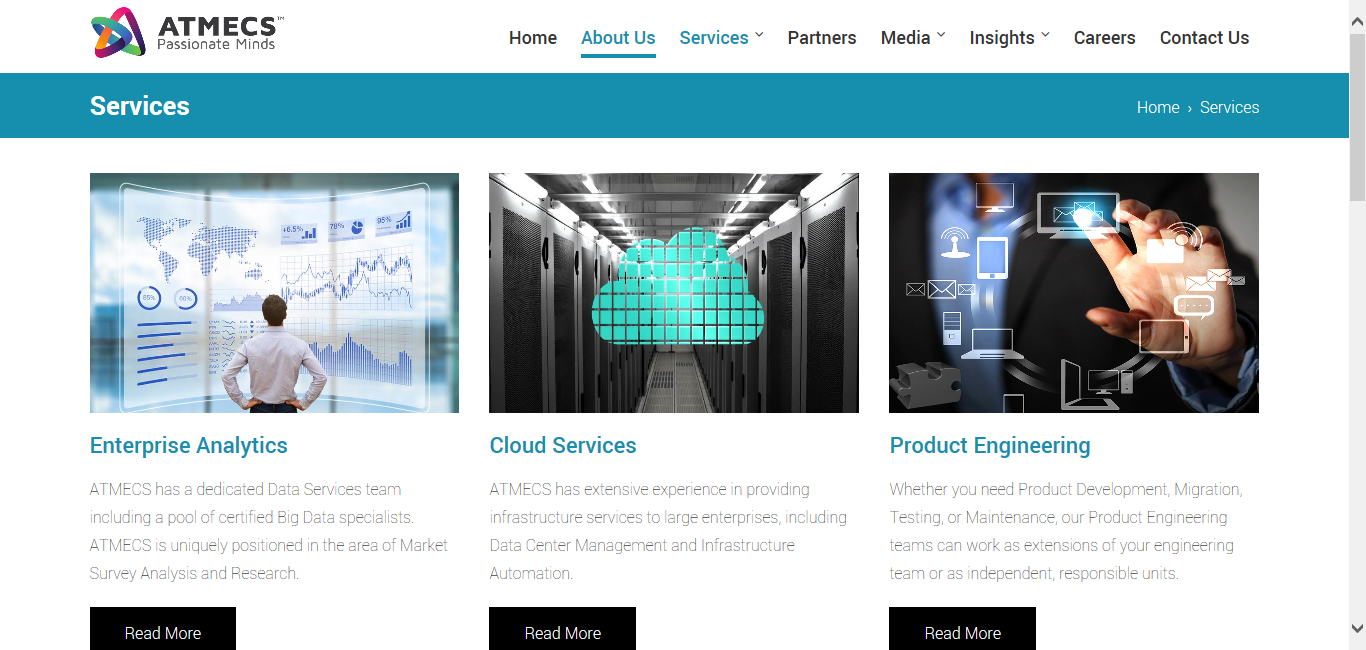 ATMECS™
Passionate Minds
Home About Us Services Partners Media Insights Careers Contact Us
Services
Home › Services
+6.5% 78% 95%
85%
Enterprise Analytics
ATMECS has a dedicated Data Services team
including a pool of certified Big Data specialists.
ATMECS is uniquely positioned in the area of Market
Survey Analysis and Research.
Read More
Cloud Services
ATMECS has extensive experience in providing
infrastructure services to large enterprises, including
Data Center Management and Infrastructure
Automation.
Read More
Product Engineering
Whether you need Product Development, Migration,
Testing, or Maintenance, our Product Engineering
teams can work as extensions of your engineering
team or as independent, responsible units.
Read More